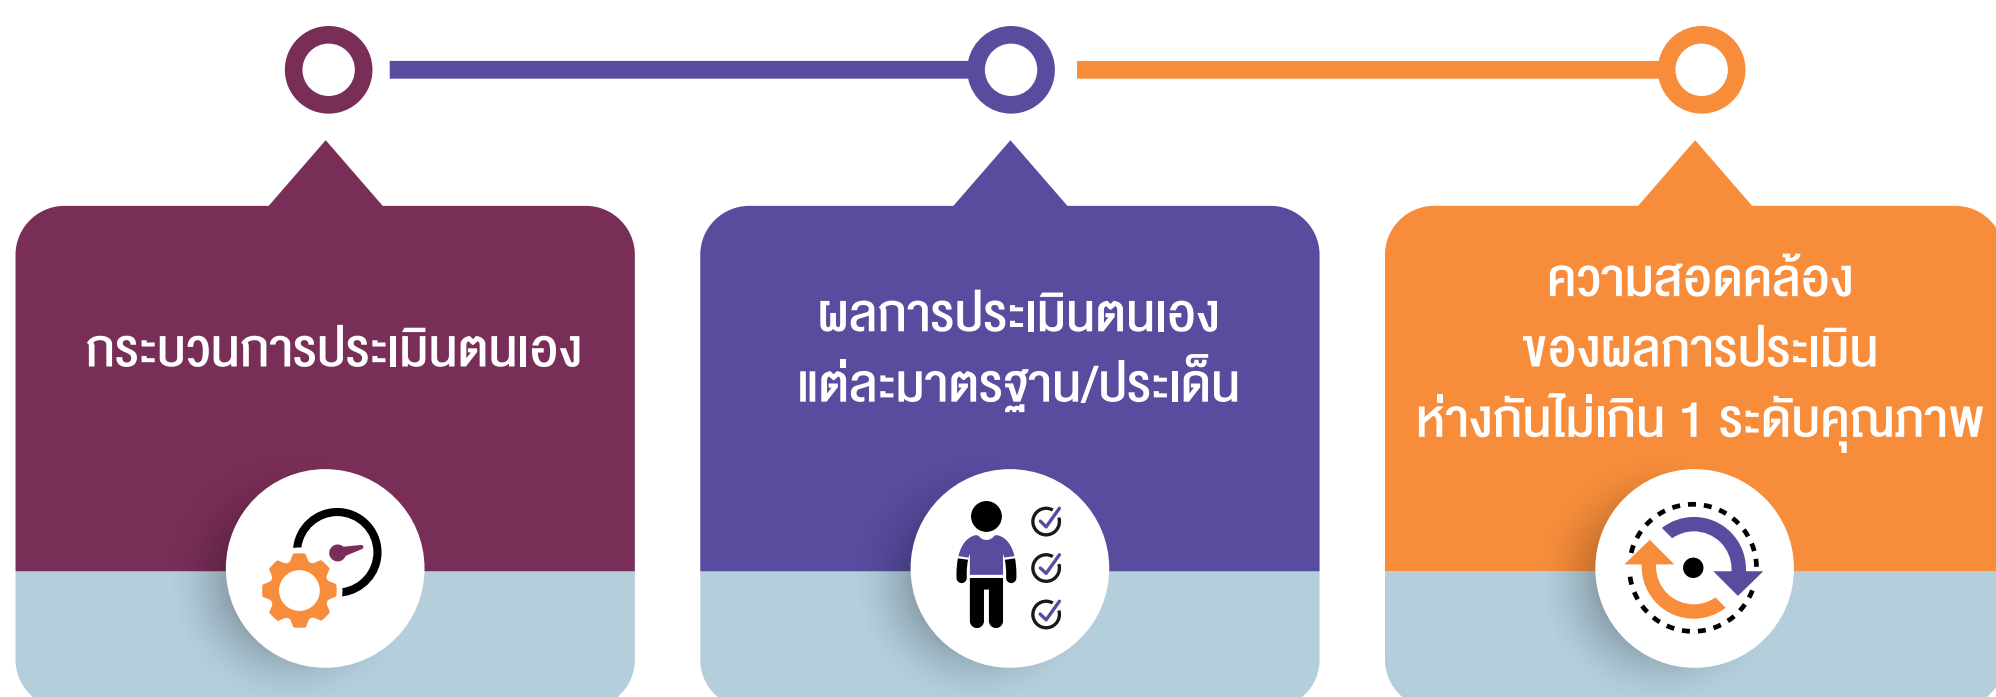 กระบวนการประเมินตนเอง
ผลการประเมินตนเอง
แต่ละมาตรฐาน/ประเด็น
ความสอดคล้อง
ของผลการประเมิน
ห่างกันไม่เกิน 1 ระดับคุณภาพ